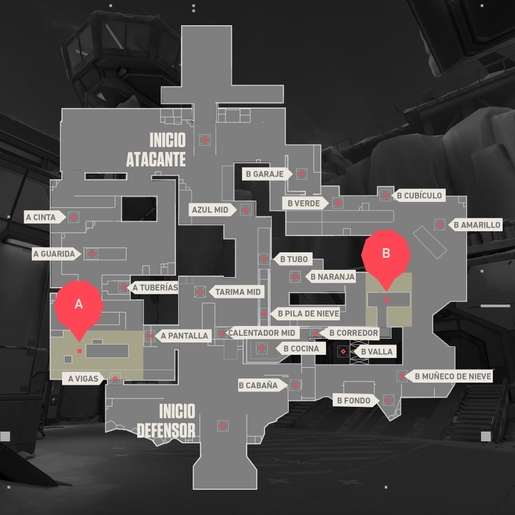 INICIO
ATACANTE
B GARAJE
B CUBÍCULO
B VERDE
AZUL MID
A CINTA
B AMARILLO
A GUARIDA
B
B TUBO
B NARANJA
A TUBERÍAS
TARIMA MID
A
B PILA DE NIEVE
A PANTALLA
CALENTADOR MID
B CORREDOR
B COCINA
B VALLA
A VIGAS
B MUÑECO DE NIEVE
B CABAÑA
B FONDO
INICIO
DEFENSOR